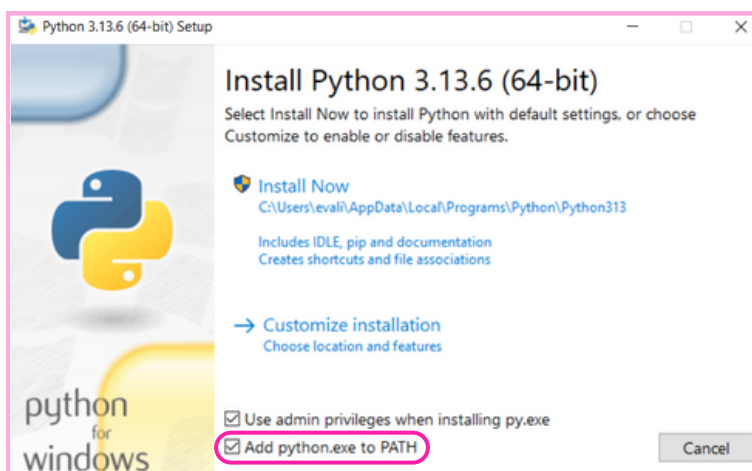 Python 3.13.6 (64-bit) Setup
Install Python 3.13.6 (64-bit)
Select Install Now to install Python with default settings, or choose
Customize to enable or disable features.
Install Now
C:\Users\evali\AppData\Local\Programs\Python\Python313
Includes IDLE, pip and documentation
Creates shortcuts and file associations
Customize installation
Choose location and features
python
for
windows
Use admin privileges when installing py.exe
Add python.exe to PATH
Cancel